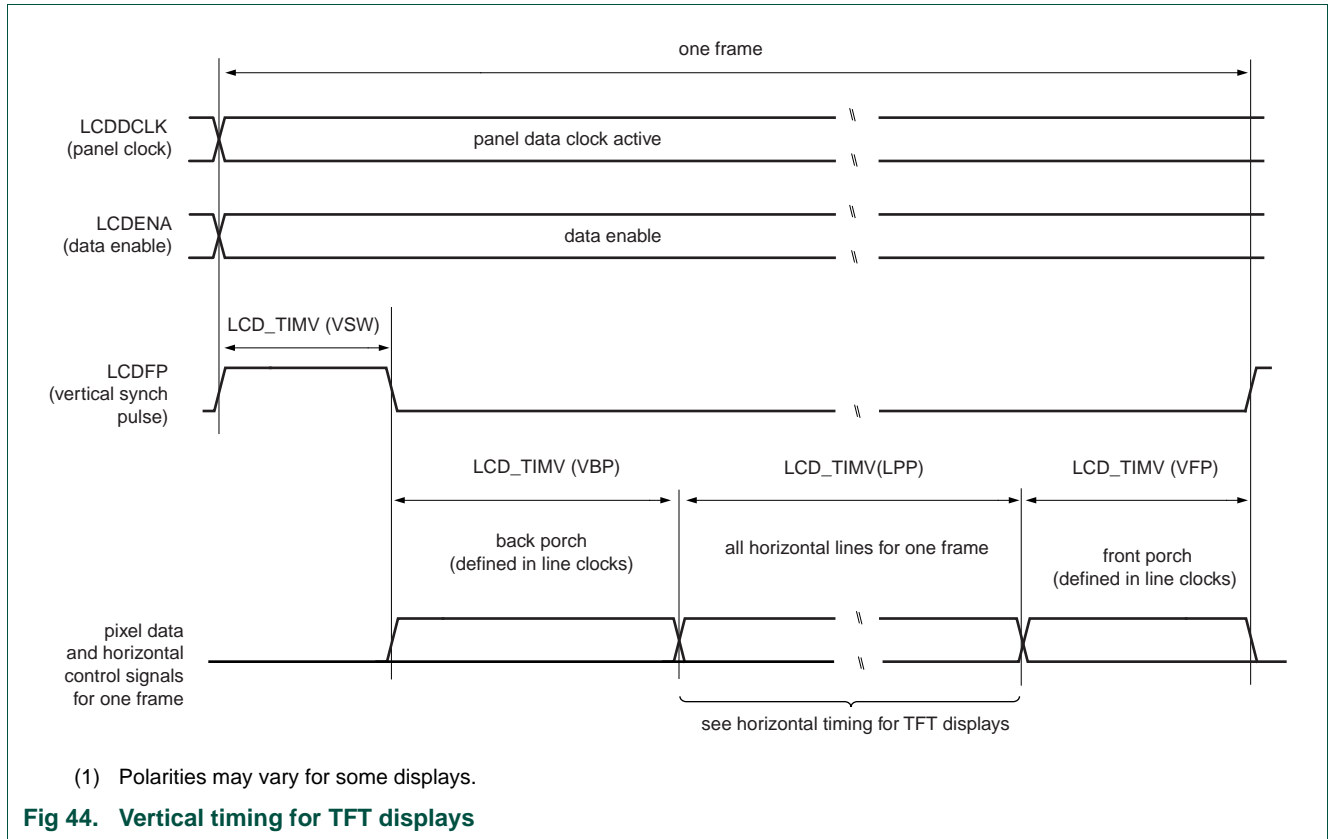 one frame
LCDDCLK
(panel clock)
panel data clock active
LCDENA
(data enable)
data enable
LCD_TIMV (VSW)
LCDFP
(vertical synch
pulse)
LCD_TIMV (VBP)
LCD_TIMV(LPP)
LCD_TIMV (VFP)
back porch
(defined in line clocks)
all horizontal lines for one frame
front porch
(defined in line clocks)
pixel data
and horizontal
control signals
for one frame
see horizontal timing for TFT displays
(1) Polarities may vary for some displays.
Fig 44. Vertical timing for TFT displays